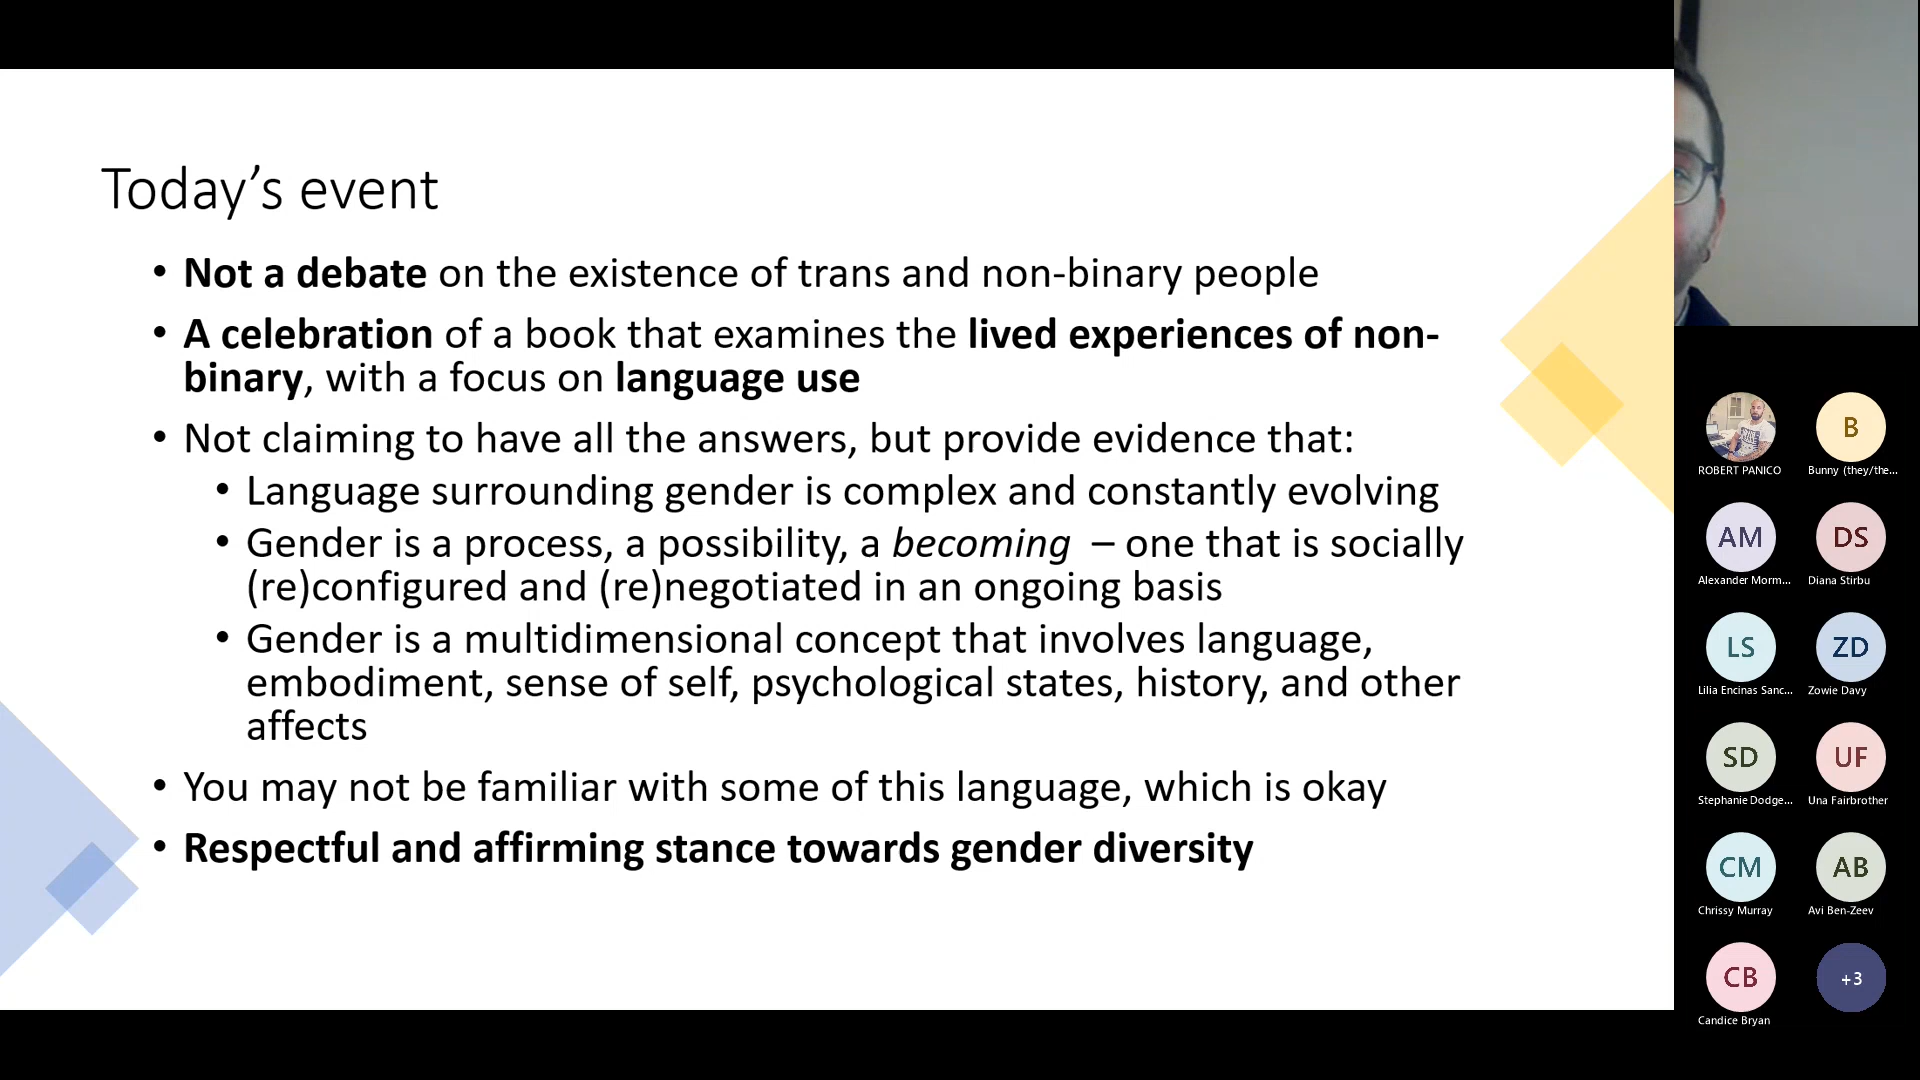 Today's event
• Not a debate on the existence of trans and non-binary people
• A celebration of a book that examines the lived experiences of non-
binary, with a focus on language use
• Not claiming to have all the answers, but provide evidence that:
• Language surrounding gender is complex and constantly evolving
• Gender is a process, a possibility, a becoming – one that is socially
(re)configured and (re)negotiated in an ongoing basis
• Gender is a multidimensional concept that involves language,
embodiment, sense of self, psychological states, history, and other
affects
• You may not be familiar with some of this language, which is okay
• Respectful and affirming stance towards gender diversity
B
ROBERT PANICO
Bunny (they/the...
AM
DS
Alexander Morm...
Diana Stirbu
LS
ZD
Lilia Encinas Sanc...
Zowie Davy
SD
UF
Stephanie Dodge...
Una Fairbrother
CM
AB
Chrissy Murray
Avi Ben-Zeev
CB
+3
Candice Bryan